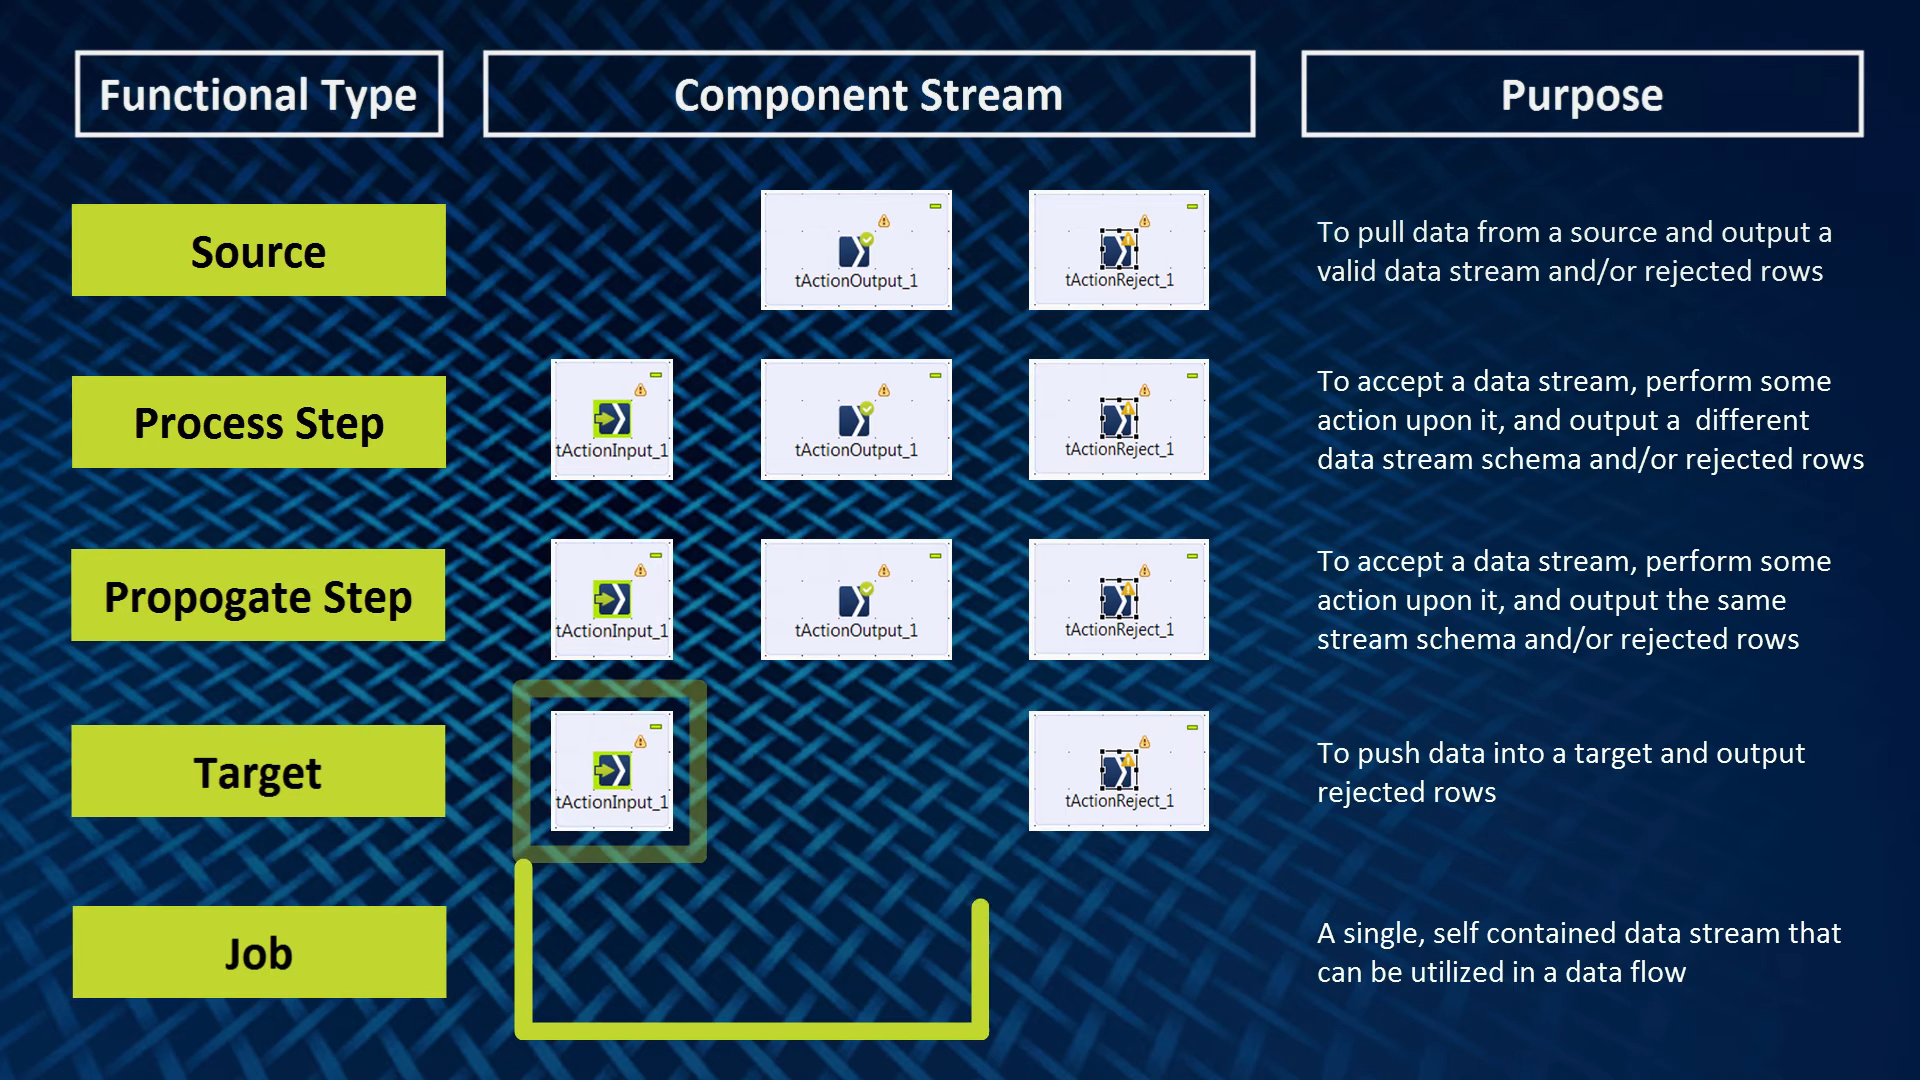 Functional Type
Component Stream
Purpose
Source
tActionOutput_1
tActionReject_1
To pull data from a source and output a
valid data stream and/or rejected rows
Process Step
tActionInput_1
tActionOutput_1
tActionReject_1
To accept a data stream, perform some
action upon it, and output a different
data stream schema and/or rejected rows
Propogate Step
tActionInput_1
tActionOutput_1
tActionReject_1
To accept a data stream, perform some
action upon it, and output the same
stream schema and/or rejected rows
Target
tActionInput_1
tActionReject_1
To push data into a target and output
rejected rows
Job
A single, self contained data stream that
can be utilized in a data flow